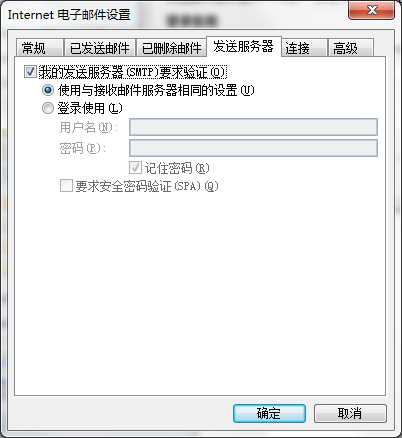 Internet 电子邮件设置
常规 已发送邮件 已删除邮件 发送服务器 连接 高级
我的发送服务器(SMTP)要求验证(O)
使用与接收邮件服务器相同的设置(U)
登录使用(L)
用户名(N):
密码(P):
记住密码(R)
要求安全密码验证(SPA)(Q)
确定 取消